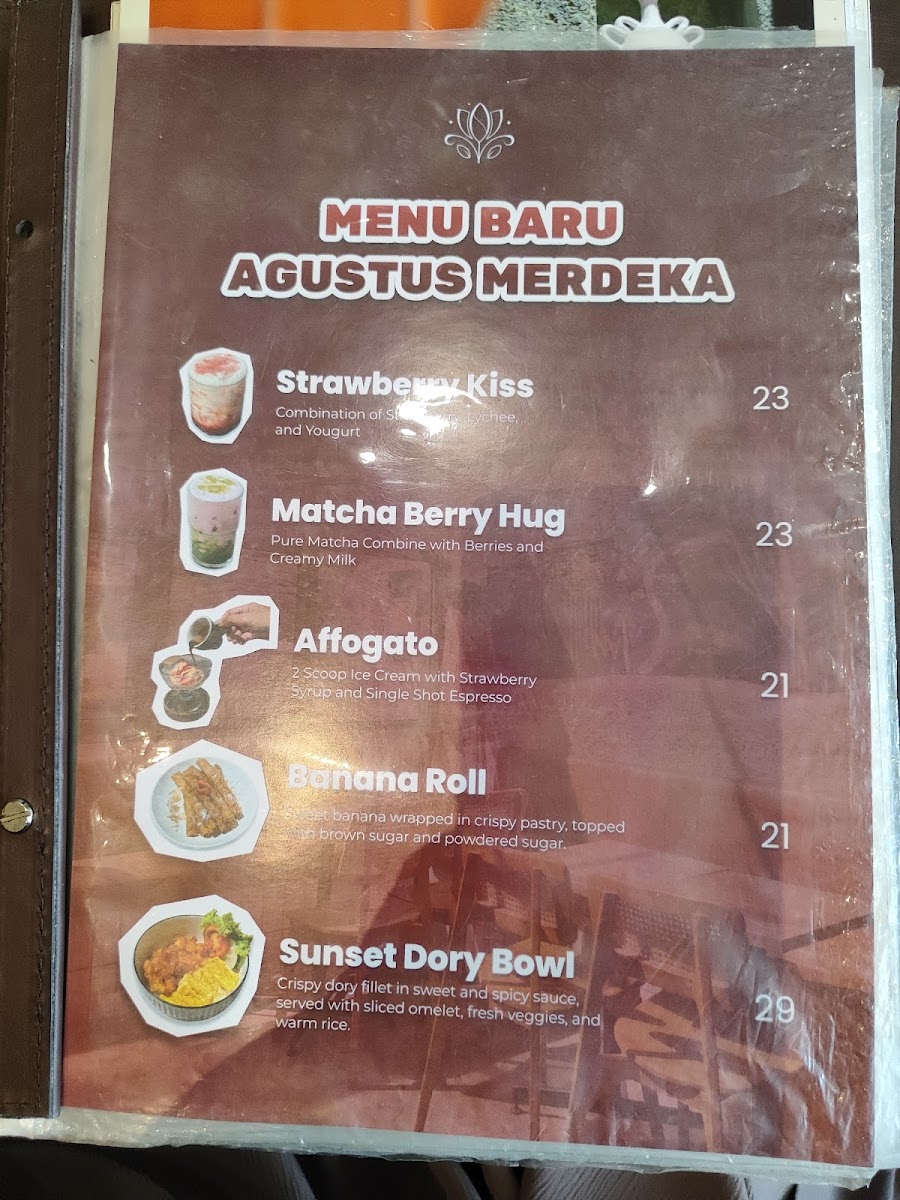 MENU BARU
AGUSTUS MERDEKA
Strawberry Kiss
23
Combination of Strawberry, Lychee,
and Yougurt
Matcha Berry Hug
23
Pure Matcha Combine with Berries and
Creamy Milk
Affogato
21
2 Scoop Ice Cream with Strawberry
Syrup and Single Shot Espresso
Banana Roll
21
Sweet banana wrapped in crispy pastry, topped
with brown sugar and powdered sugar.
Sunset Dory Bowl
29
Crispy dory fillet in sweet and spicy sauce,
served with sliced omelet, fresh veggies, and
warm rice.